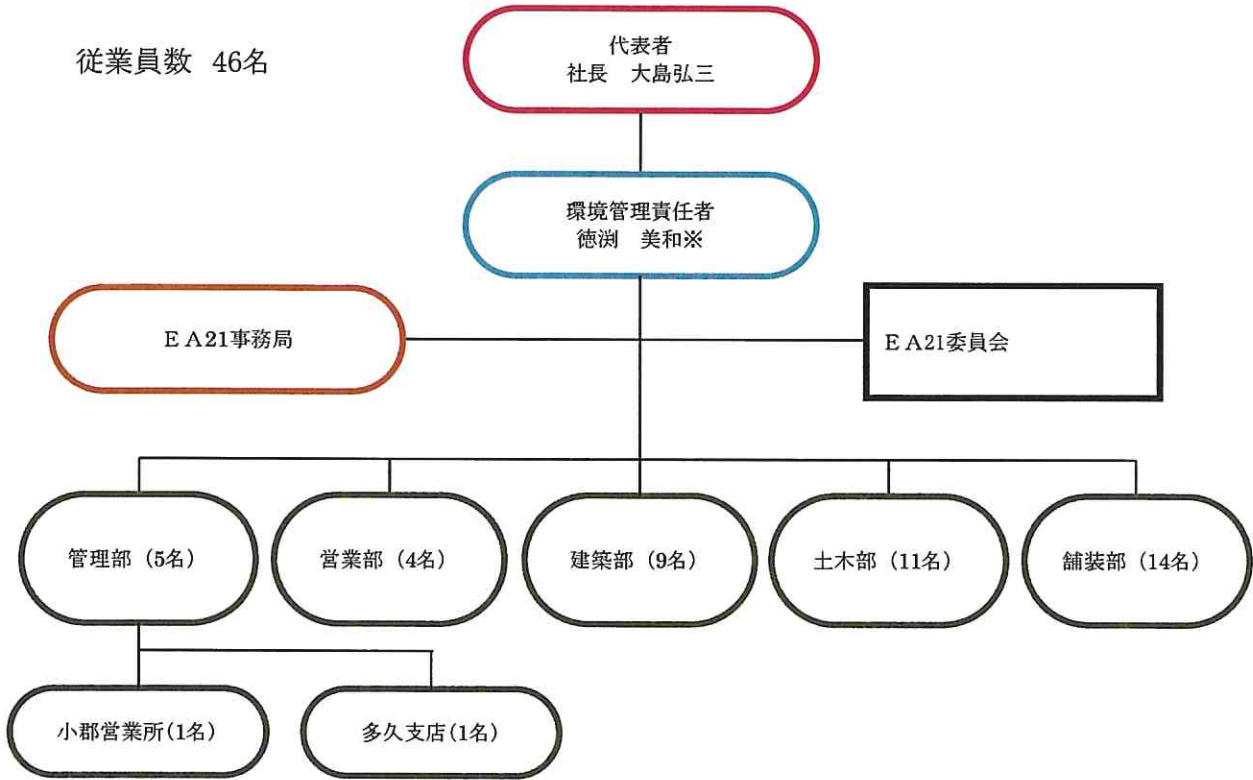 従業員数 46名
代表者
社長 大島弘三
環境管理責任者
徳渕 美和※
ＥＡ21事務局
ＥＡ21委員会
管理部（5名）
営業部（4名）
建築部（9名）
土木部（11名）
舗装部（14名）
小郡営業所(1名)
多久支店(1名)